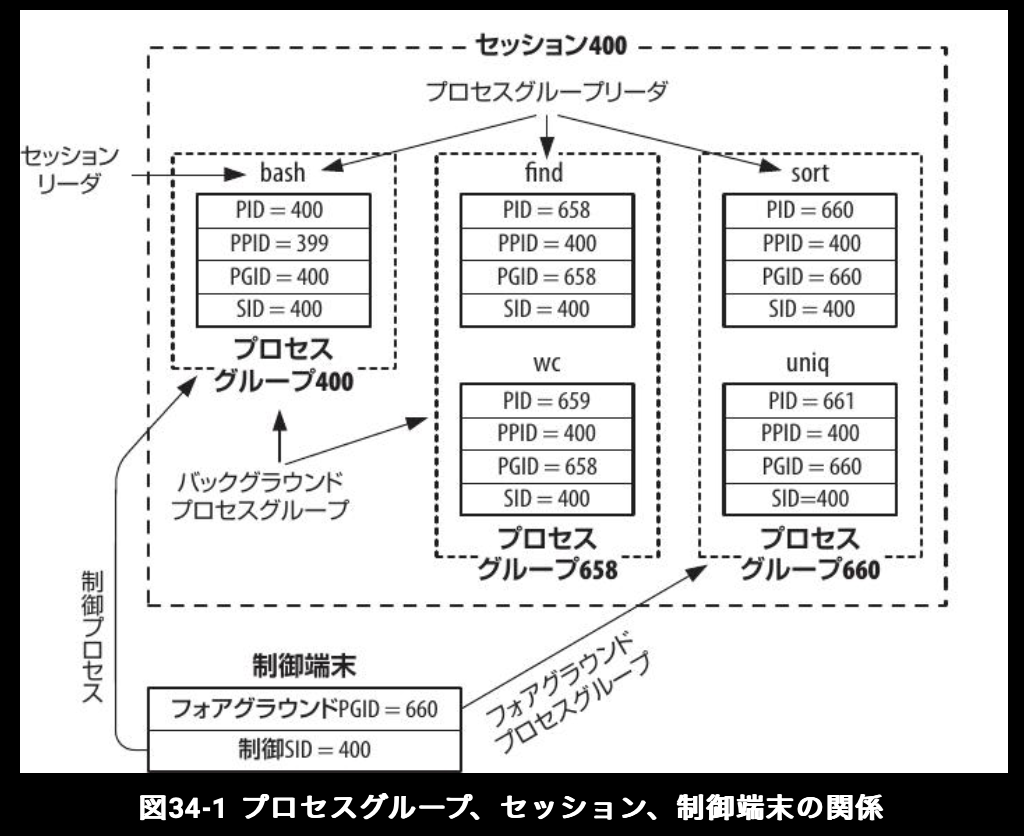 セッション400
プロセスグループリーダ
セッション
リーダ
bash
PID = 400
PPID = 399
PGID = 400
SID = 400
プロセス
グループ400
find
PID = 658
PPID = 400
PGID = 658
SID = 400
wc
PID = 659
PPID = 400
PGID = 658
SID = 400
プロセス
グループ658
sort
PID = 660
PPID = 400
PGID = 660
SID = 400
uniq
PID = 661
PPID = 400
PGID = 660
SID=400
プロセス
グループ660
バックグラウンド
プロセスグループ
制御プロセス
制御端末
フォアグラウンドPGID = 660
制御SID = 400
フォアグラウンド
プロセスグループ
図34-1 プロセスグループ、セッション、制御端末の関係